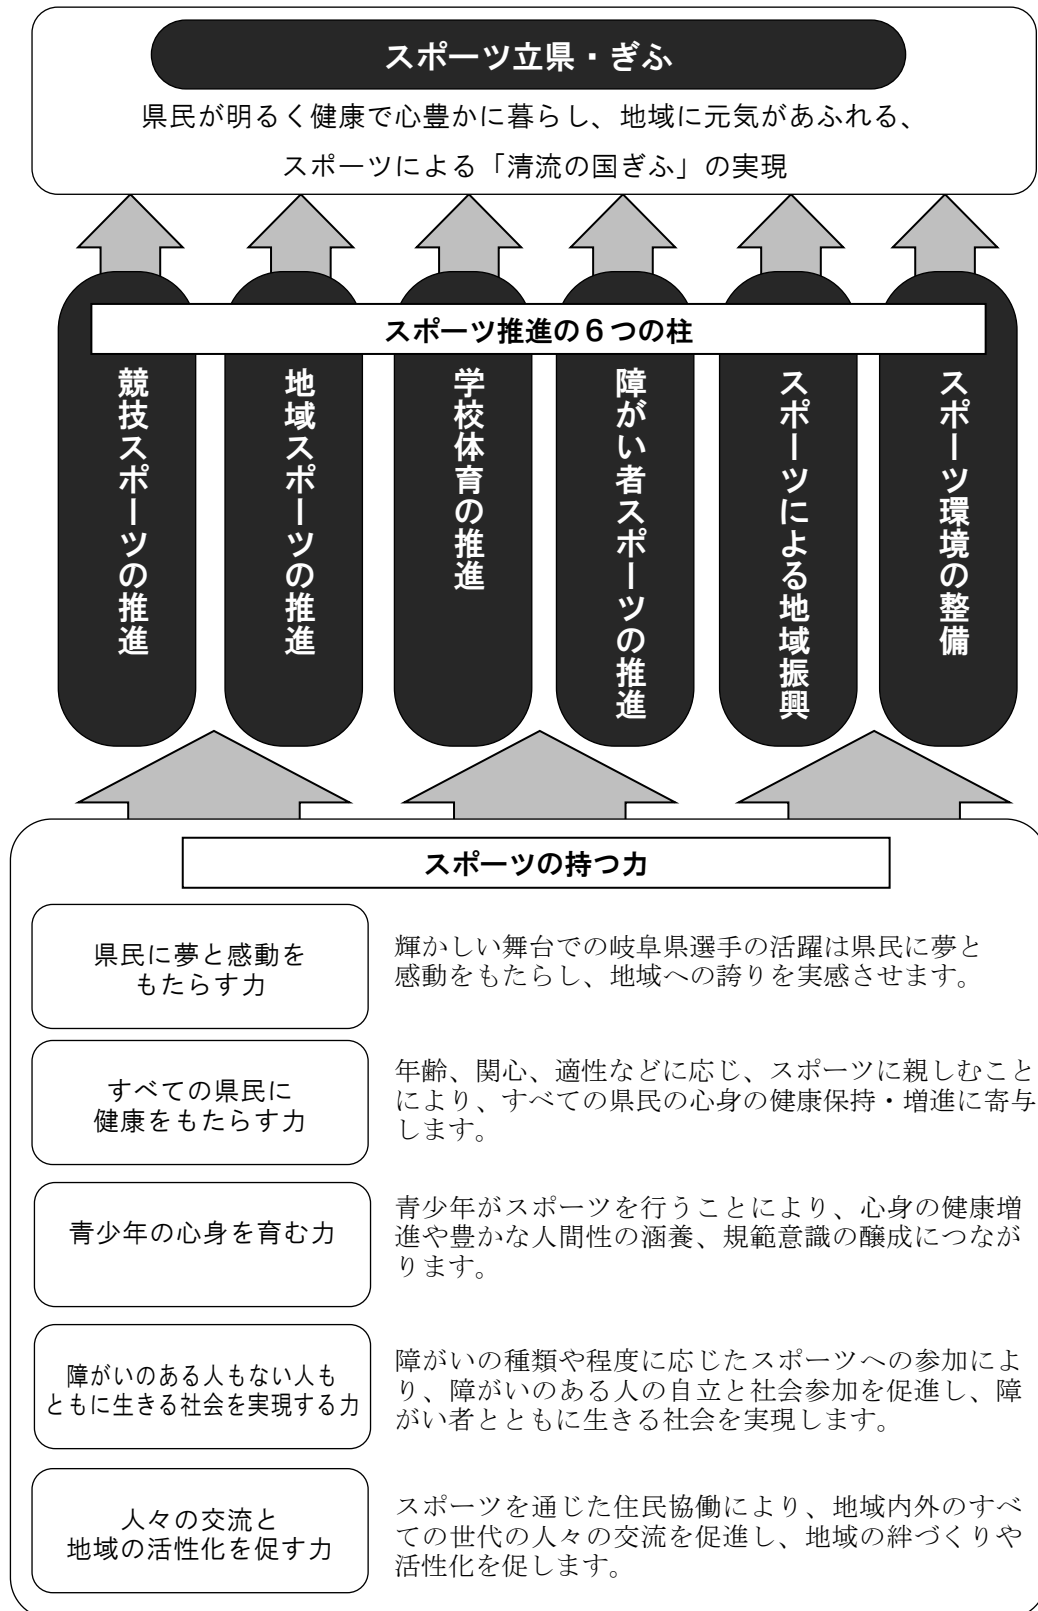 スポーツ立県・ぎふ
県民が明るく健康で心豊かに暮らし、地域に元気があふれる、
スポーツによる「清流の国ぎふ」の実現
スポーツ推進の６つの柱
競技スポーツの推進
地域スポーツの推進
学校体育の推進
障がい者スポーツの推進
スポーツによる地域振興
スポーツ環境の整備
スポーツの持つ力
県民に夢と感動を
もたらす力
輝かしい舞台での岐阜県選手の活躍は県民に夢と
感動をもたらし、地域への誇りを実感させます。
すべての県民に
健康をもたらす力
年齢、関心、適性などに応じ、スポーツに親しむこと
により、すべての県民の心身の健康保持・増進に寄与
します。
青少年の心身を育む力
青少年がスポーツを行うことにより、心身の健康増
進や豊かな人間性の涵養、規範意識の醸成につなが
ります。
障がいのある人もない人も
ともに生きる社会を実現する力
障がいの種類や程度に応じたスポーツへの参加によ
り、障がいのある人の自立と社会参加を促進し、障
がい者とともに生きる社会を実現します。
人々の交流と
地域の活性化を促す力
スポーツを通じた住民協働により、地域内外のすべ
ての世代の人々の交流を促進し、地域の絆づくりや
活性化を促します。